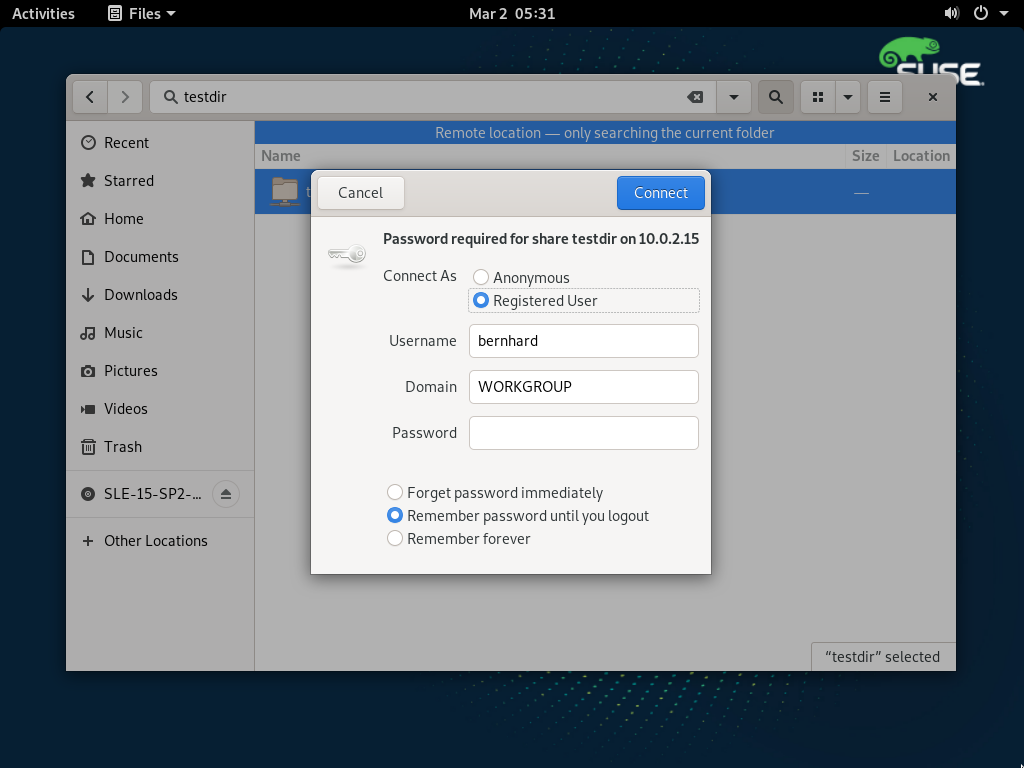 Activities Files Mar 2 05:31
SUSE
testdir
Remote location — only searching the current folder
Name Size Location
Recent
Starred
Home
Documents
Downloads
Music
Pictures
Videos
Trash
SLE-15-SP2-...
Other Locations
—
Cancel Connect
Password required for share testdir on 10.0.2.15
Connect As Anonymous
Registered User
Username bernhard
Domain WORKGROUP
Password
Forget password immediately
Remember password until you logout
Remember forever
“testdir” selected